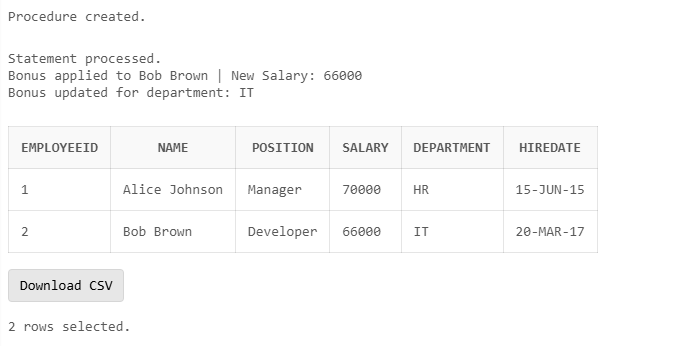 Procedure created.
Statement processed.
Bonus applied to Bob Brown | New Salary: 66000
Bonus updated for department: IT
EMPLOYEEID NAME POSITION SALARY DEPARTMENT HIREDATE
1 Alice Johnson Manager 70000 HR 15-JUN-15
2 Bob Brown Developer 66000 IT 20-MAR-17
Download CSV
2 rows selected.